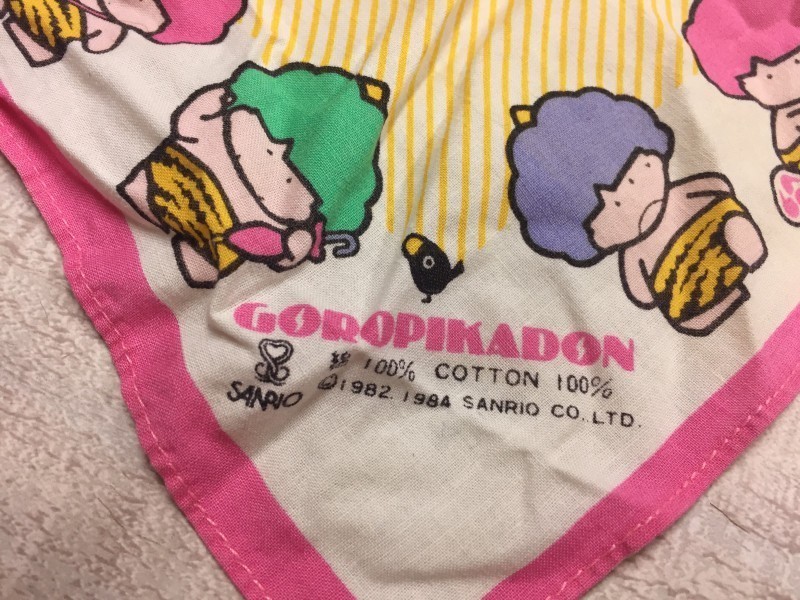 GOROPIKADON
100% COTTON 100%
SANRIO
©1982.1984 SANRIO CO.,LTD.